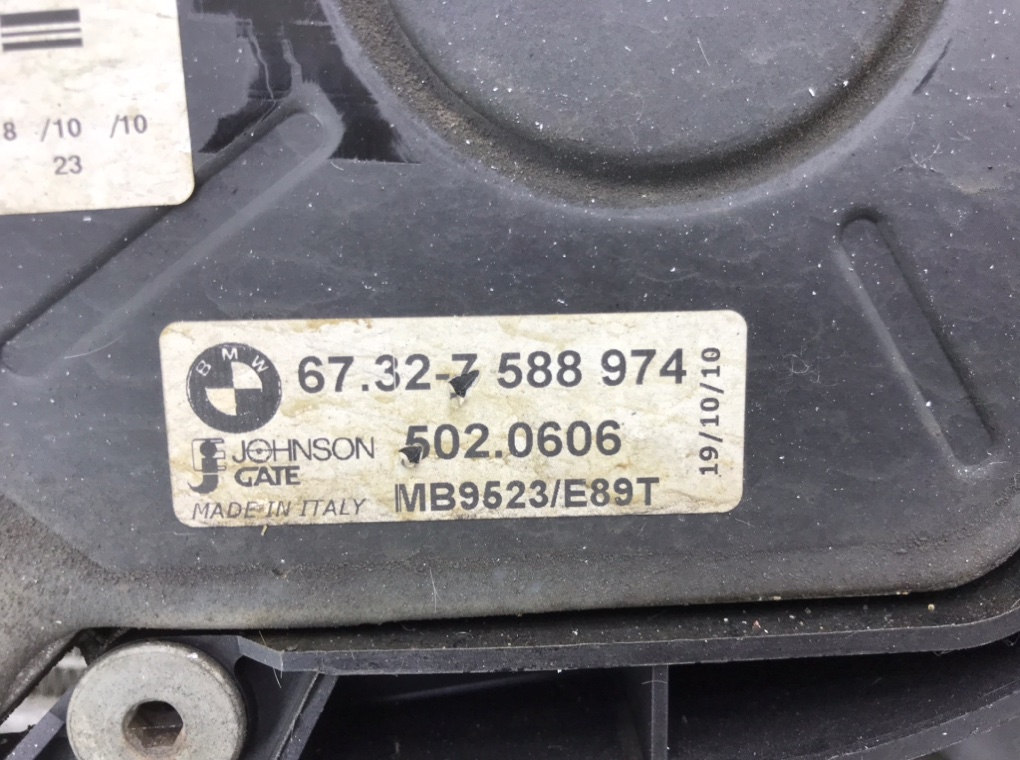 8 /10 /10
23
BMW
67.32-7 588 974
19/10/10
JOHNSON
GATE
502.0606
MADE IN ITALY
MB9523/E89T